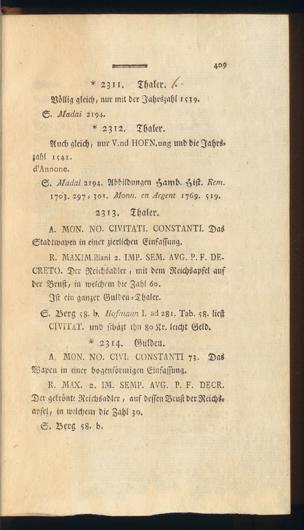 409
* 2311. Thaler.
Völlig gleich, nur mit der Jahrszahl 1539.
S. Madai 2194.
* 2312. Thaler.
Auch gleich, nur V.nd HOFN,ung und die Jahrs-
zahl 1541.
d'Annone.
S. Madai 2194. Abbildungen Hamb. Hist. Rem.
1703. 297, 301. Monn. en Argent 1769. 519.
2313. Thaler.
A. MON. NO. CIVITATI. CONSTANTI. Das
Stadtwapen in einer zierlichen Einfassung.
R. MAXIM.iliani 2. IMP. SEM. AVG. P. F. DE-
CRETO. Der Reichsadler, mit dem Reichsapfel auf
der Brust, in welchem die Zahl 60.
Ist ein ganzer Gulden-Thaler.
S. Berg 58. b. Hofmann I. ad 281. Tab. 58. liest
CIVITAT. und schäzt ihn 80 Kr. leicht Geld.
* 2314. Gulden.
A. MON. NO. CIVI. CONSTANTI 73. Das
Wapen in einer bogenförmigen Einfassung.
R. MAX. 2. IM. SEMP. AVG. P. F. DECR.
Der gekrönte Reichsadler, auf dessen Brust der Reichs-
apfel, in welchem die Zahl 30.
S. Berg 58. b.